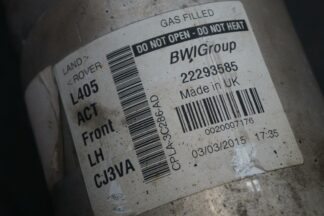 GAS FILLED
DO NOT OPEN - DO NOT HEAT
LAND
ROVER
BWIGroup
L405
ACT
Front
LH
CJ3VA
22293585
Made in UK
CPLA-3C286-AD
0020007176
03/03/2015 17:35